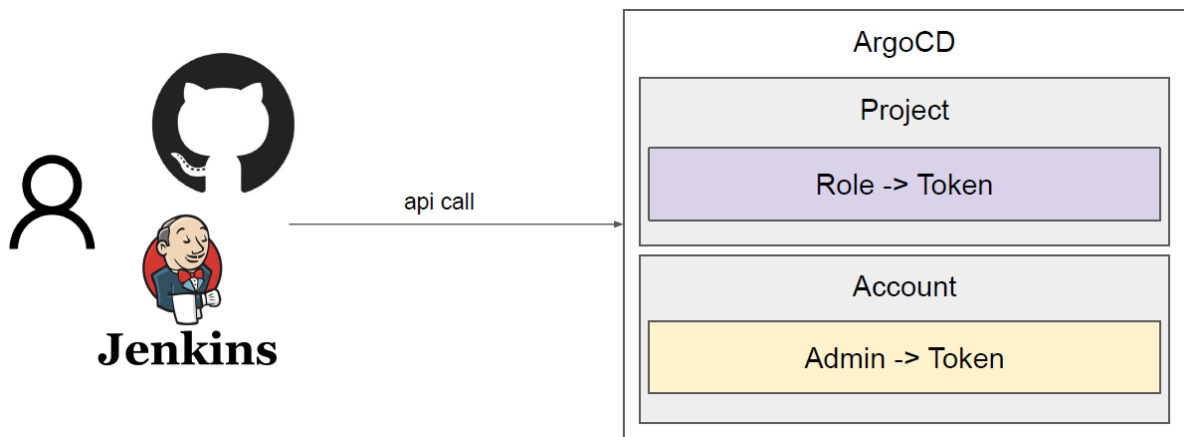 ArgoCD
Project
Role -> Token
api call
Account
Admin -> Token
Jenkins